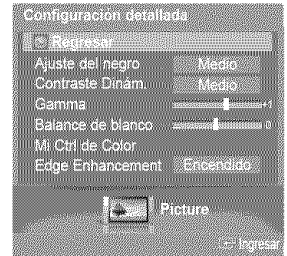 Configuración detallada
Regresar
Ajuste del negro Medio
Contraste Dinám. Medio
Gamma +1
Balance de blanco 0
Mi Ctrl de Color
Edge Enhancement Encendido
Picture
Ingresar